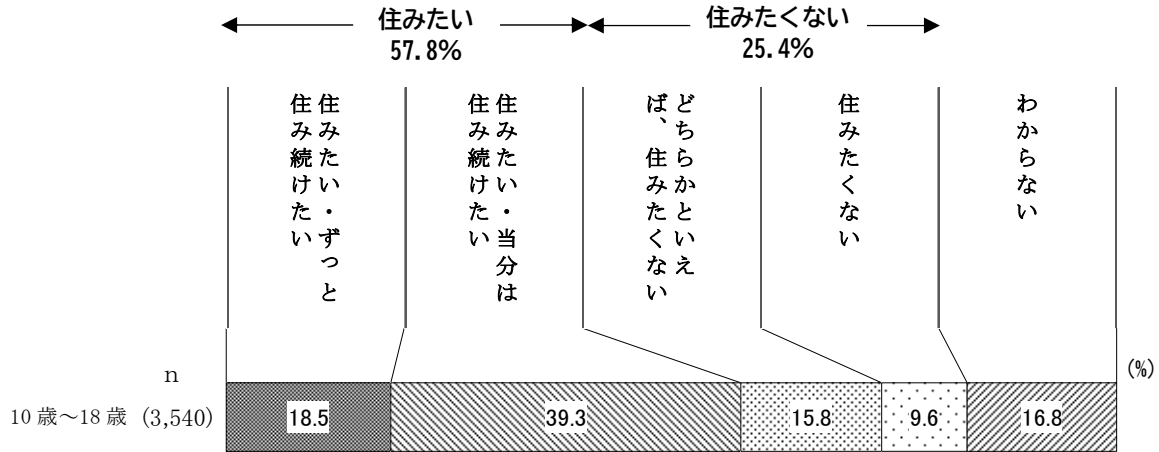 住みたい
57.8%
住みたくない
25.4%
住みたい・ずっと
住み続けたい
住みたい・当分は
住み続けたい
どちらかといえ
ば、住みたくない
住みたくない
わからない
(%)
n
10歳～18歳 (3,540)
18.5
39.3
15.8
9.6
16.8